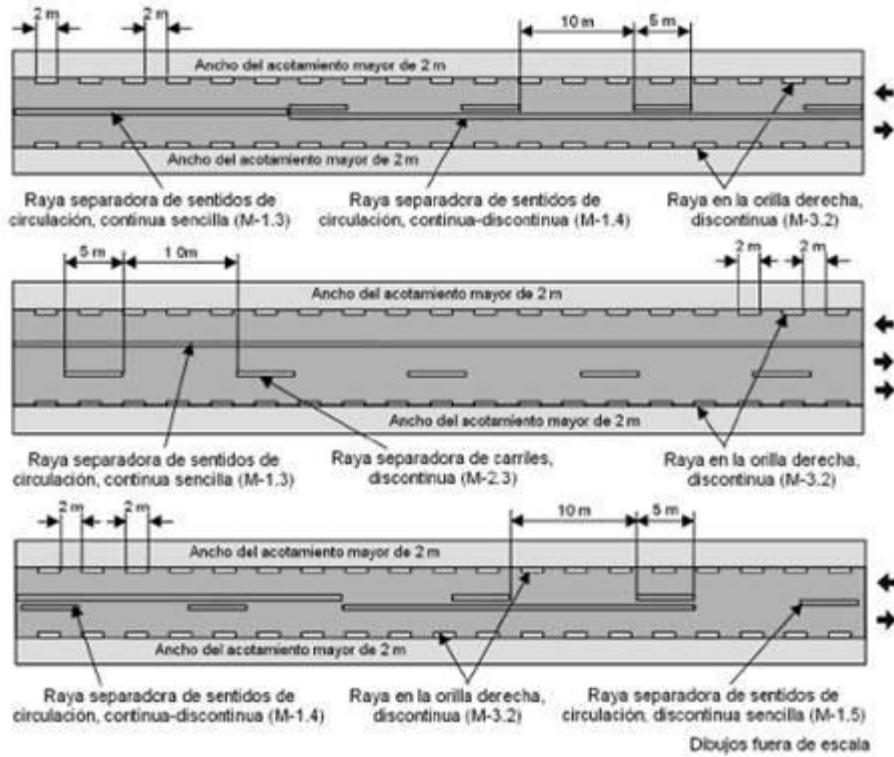 2 m 2 m 10 m 5 m
Ancho del acotamiento mayor de 2 m
Ancho del acotamiento mayor de 2 m
Raya separadora de sentidos de
circulación, continua sencilla (M-1.3)
Raya separadora de sentidos de
circulación, continua-discontinua (M-1.4)
Raya en la orilla derecha,
discontinua (M-3.2)
5 m 1 0m 2 m 2 m
Ancho del acotamiento mayor de 2 m
Ancho del acotamiento mayor de 2 m
Raya separadora de sentidos de
circulación, continua sencilla (M-1.3)
Raya separadora de carriles,
discontinua (M-2.3)
Raya en la orilla derecha,
discontinua (M-3.2)
2 m 2 m 10 m 5 m
Ancho del acotamiento mayor de 2 m
Ancho del acotamiento mayor de 2 m
Raya separadora de sentidos de
circulación, continua-discontinua (M-1.4)
Raya en la orilla derecha,
discontinua (M-3.2)
Raya separadora de sentidos de
circulación, discontinua sencilla (M-1.5)
Dibujos fuera de escala